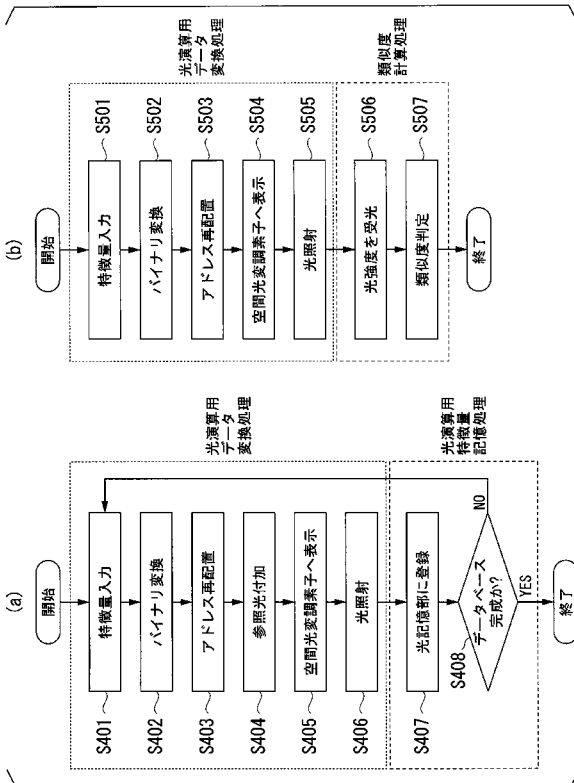 (a)
開始
S401
特徴量入力
S402
バイナリ変換
S403
アドレス再配置
S404
参照光付加
S405
空間光変調素子へ表示
S406
光照射
光演算用
データ
変換処理
S407
光記憶部に登録
S408
データベース
完成か?
NO
YES
光演算用
特徴量
記憶処理
終了
(b)
開始
特徴量入力
S501
バイナリ変換
S502
アドレス再配置
S503
空間光変調素子へ表示
S504
光照射
S505
光演算用
データ
変換処理
光強度を受光
S506
類似度判定
S507
類似度
計算処理
終了